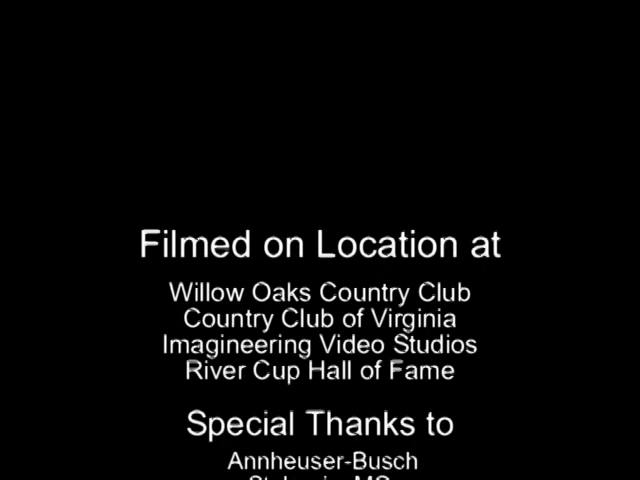 Filmed on Location at
Willow Oaks Country Club
Country Club of Virginia
Imagineering Video Studios
River Cup Hall of Fame
Special Thanks to
Annheuser-Busch